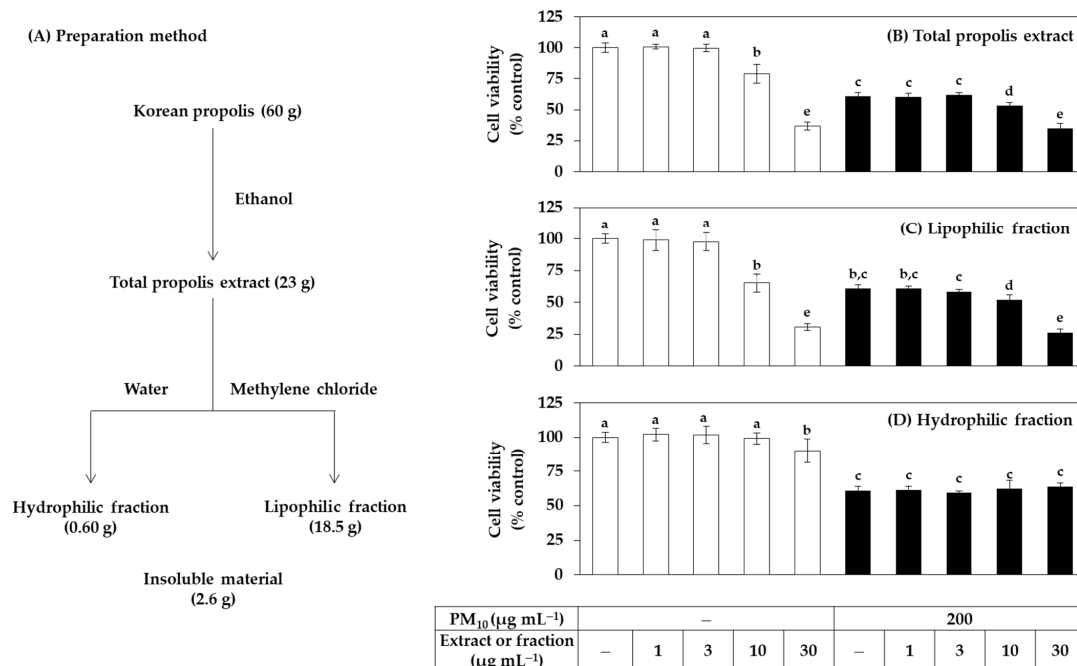 (A) Preparation method
Korean propolis (60 g)
Ethanol
Total propolis extract (23 g)
Water
Methylene chloride
Hydrophilic fraction
(0.60 g)
Lipophilic fraction
(18.5 g)
Insoluble material
(2.6 g)
(B) Total propolis extract
Cell viability
(% control)
125
100
75
50
25
0
a a a b e c c c d e
(C) Lipophilic fraction
Cell viability
(% control)
125
100
75
50
25
0
a a a b e b,c b,c c d e
(D) Hydrophilic fraction
Cell viability
(% control)
125
100
75
50
25
0
a a a a b c c c c c
PM₁₀ (µg mL⁻¹) – 200
Extract or fraction
(µg mL⁻¹)
– 1 3 10 30 – 1 3 10 30